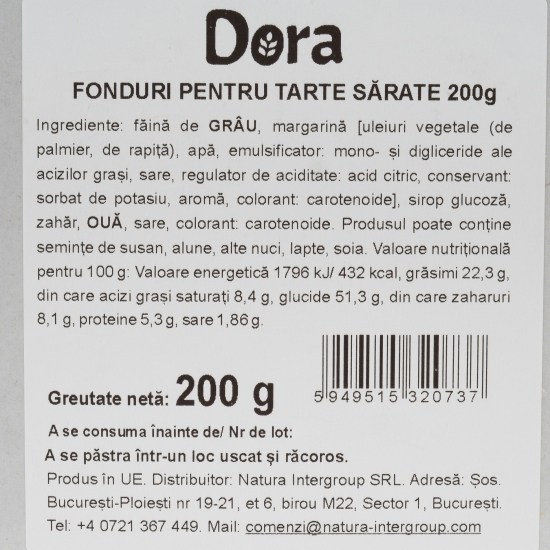 Dora
FONDURI PENTRU TARTE SĂRATE 200g
Ingrediente: făină de GRÂU, margarină [uleiuri vegetale (de
palmier, de rapiță), apă, emulsificator: mono- și digliceride ale
acizilor grași, sare, regulator de aciditate: acid citric, conservant:
sorbat de potasiu, aromă, colorant: carotenoide], sirop glucoză,
zahăr, OUĂ, sare, colorant: carotenoide. Produsul poate conține
semințe de susan, alune, alte nuci, lapte, soia. Valoare nutrițională
pentru 100 g: Valoare energetică 1796 kJ/ 432 kcal, grăsimi 22,3 g,
din care acizi grași saturați 8,4 g, glucide 51,3 g, din care zaharuri
8,1 g, proteine 5,3 g, sare 1,86 g.
Greutate netă: 200 g
5 949515 320737
A se consuma înainte de/ Nr de lot:
A se păstra într-un loc uscat și răcoros.
Produs în UE. Distribuitor: Natura Intergroup SRL. Adresă: Șos.
București-Ploiești nr 19-21, et 6, birou M22, Sector 1, București.
Tel: +4 0721 367 449. Mail: comenzi@natura-intergroup.com